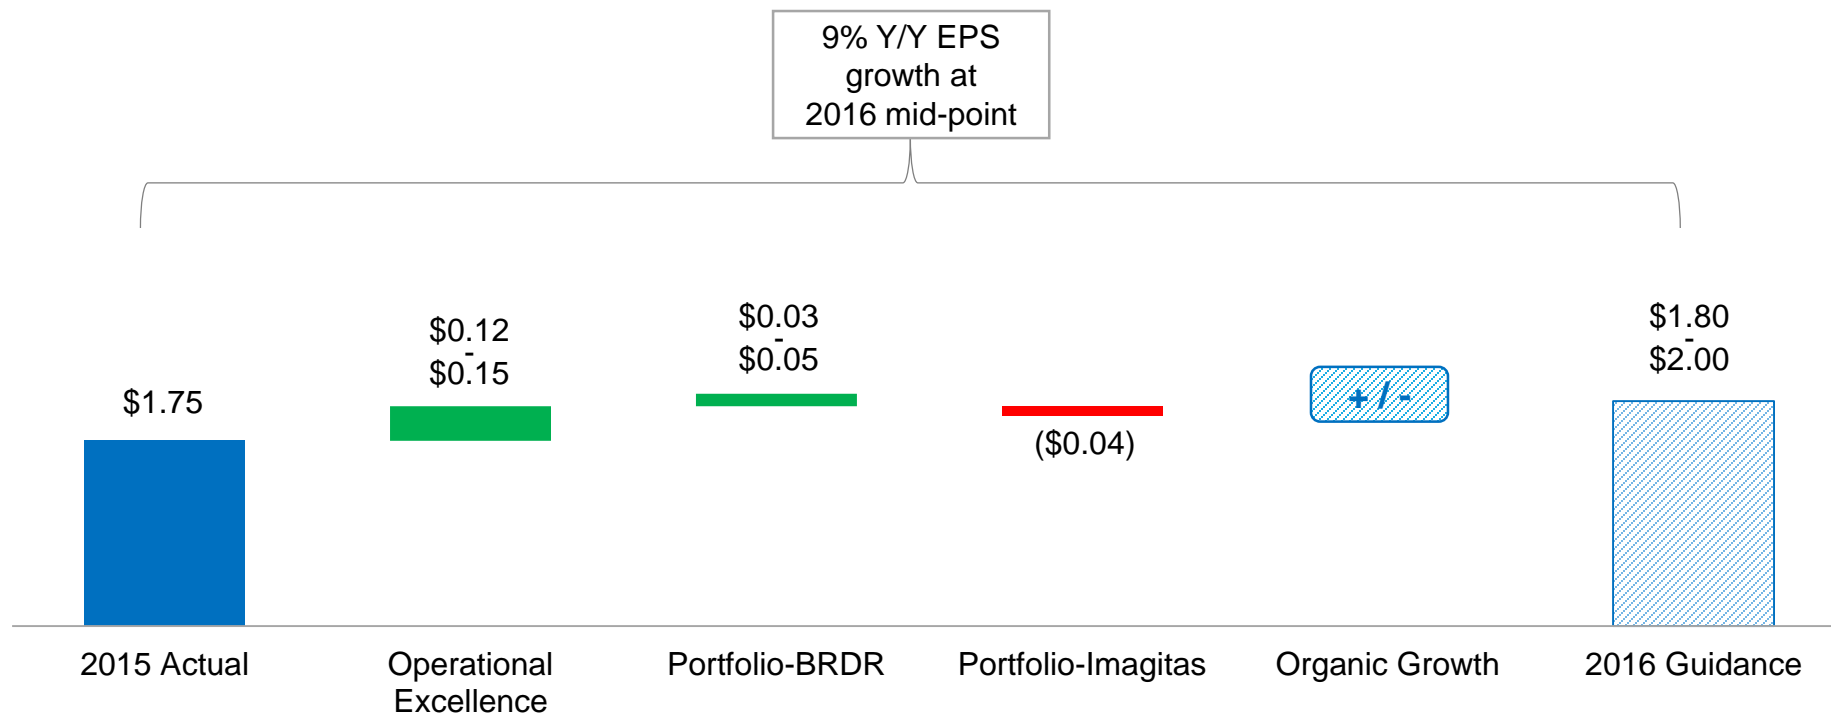 9% Y/Y EPS
growth at
2016 mid-point
$1.75
$0.12
-
$0.15
$0.03
-
$0.05
($0.04)
+ / -
$1.80
-
$2.00
2015 Actual
Operational
Excellence
Portfolio-BRDR
Portfolio-Imagitas
Organic Growth
2016 Guidance